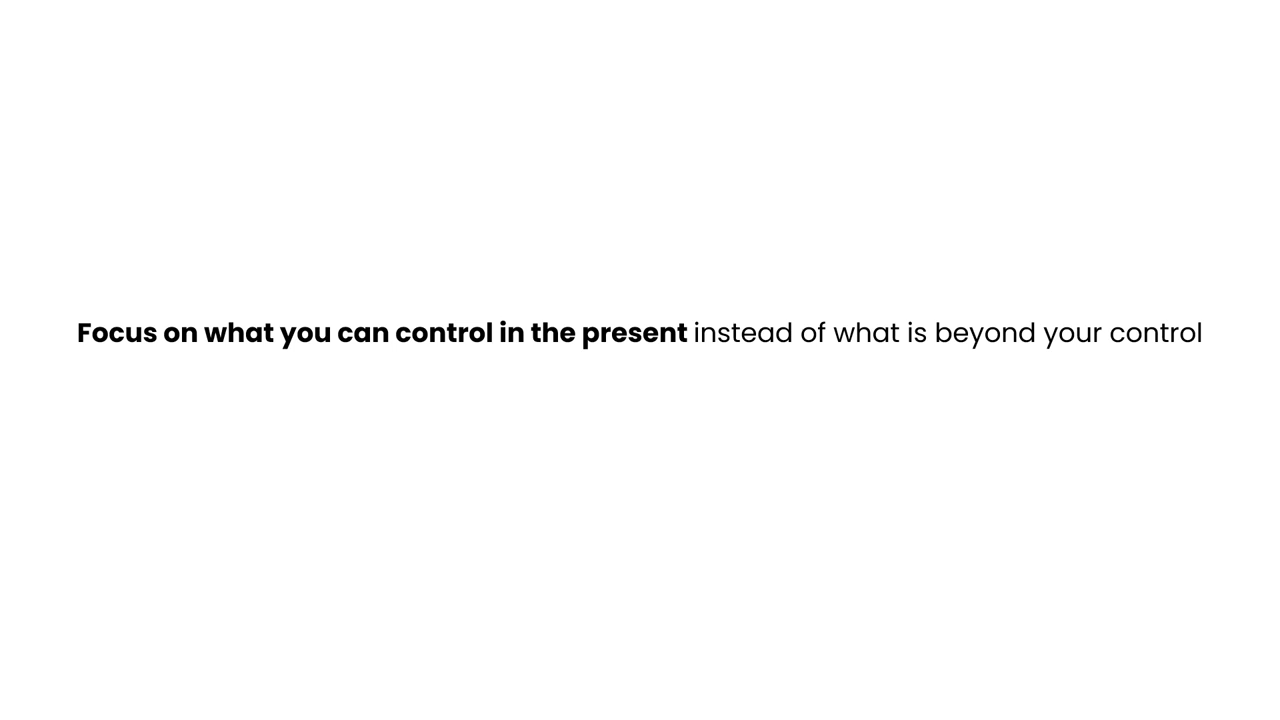 Focus on what you can control in the present instead of what is beyond your control